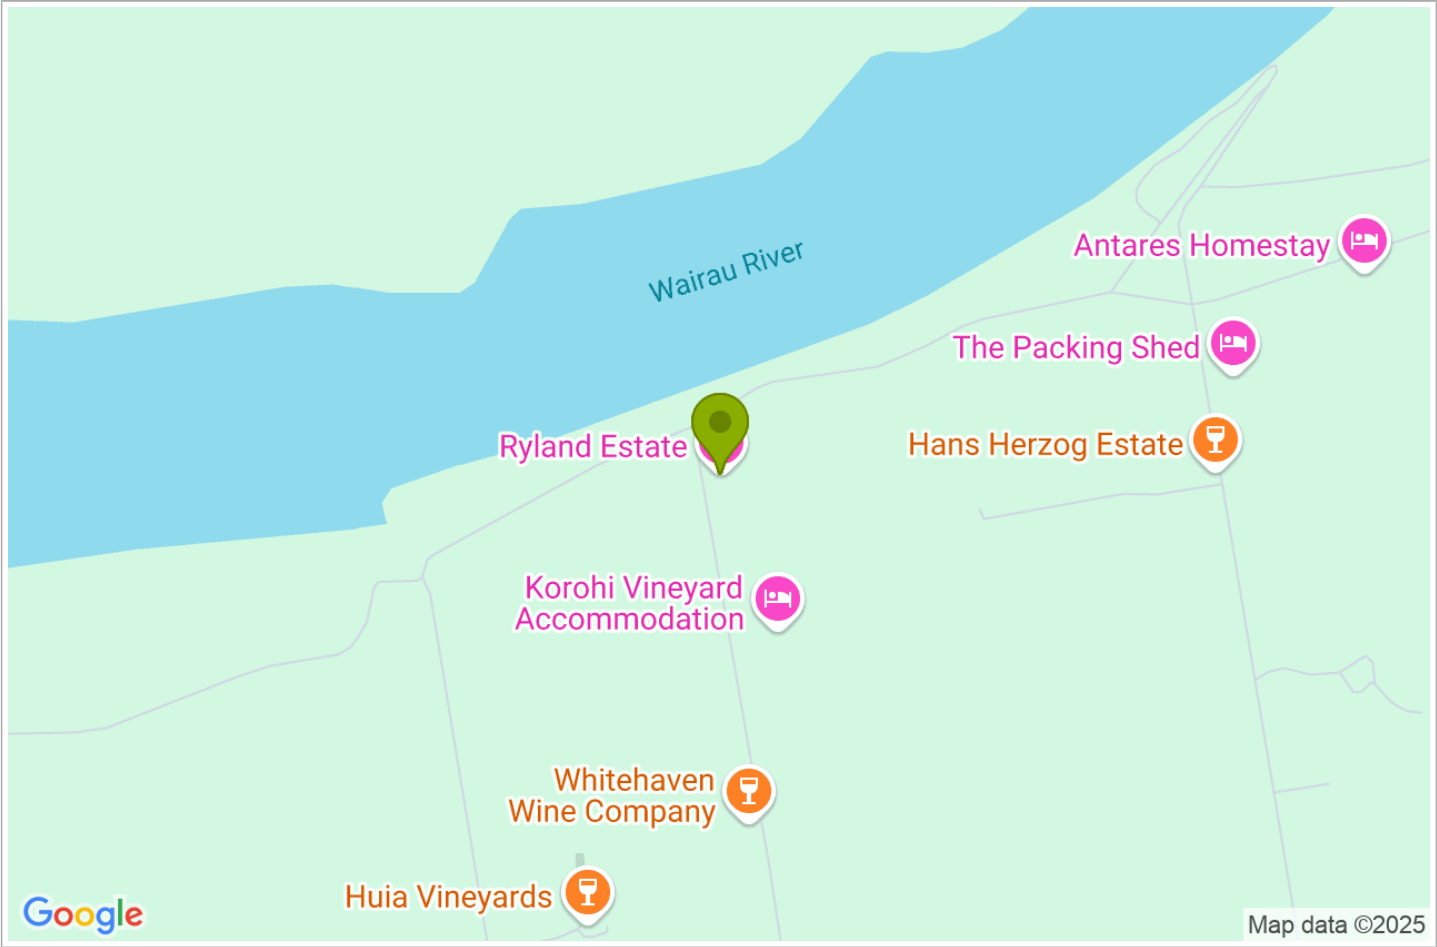 Wairau River
Antares Homestay
The Packing Shed
Ryland Estate
Hans Herzog Estate
Korohi Vineyard
Accommodation
Whitehaven
Wine Company
Huia Vineyards
Google
Map data ©2025